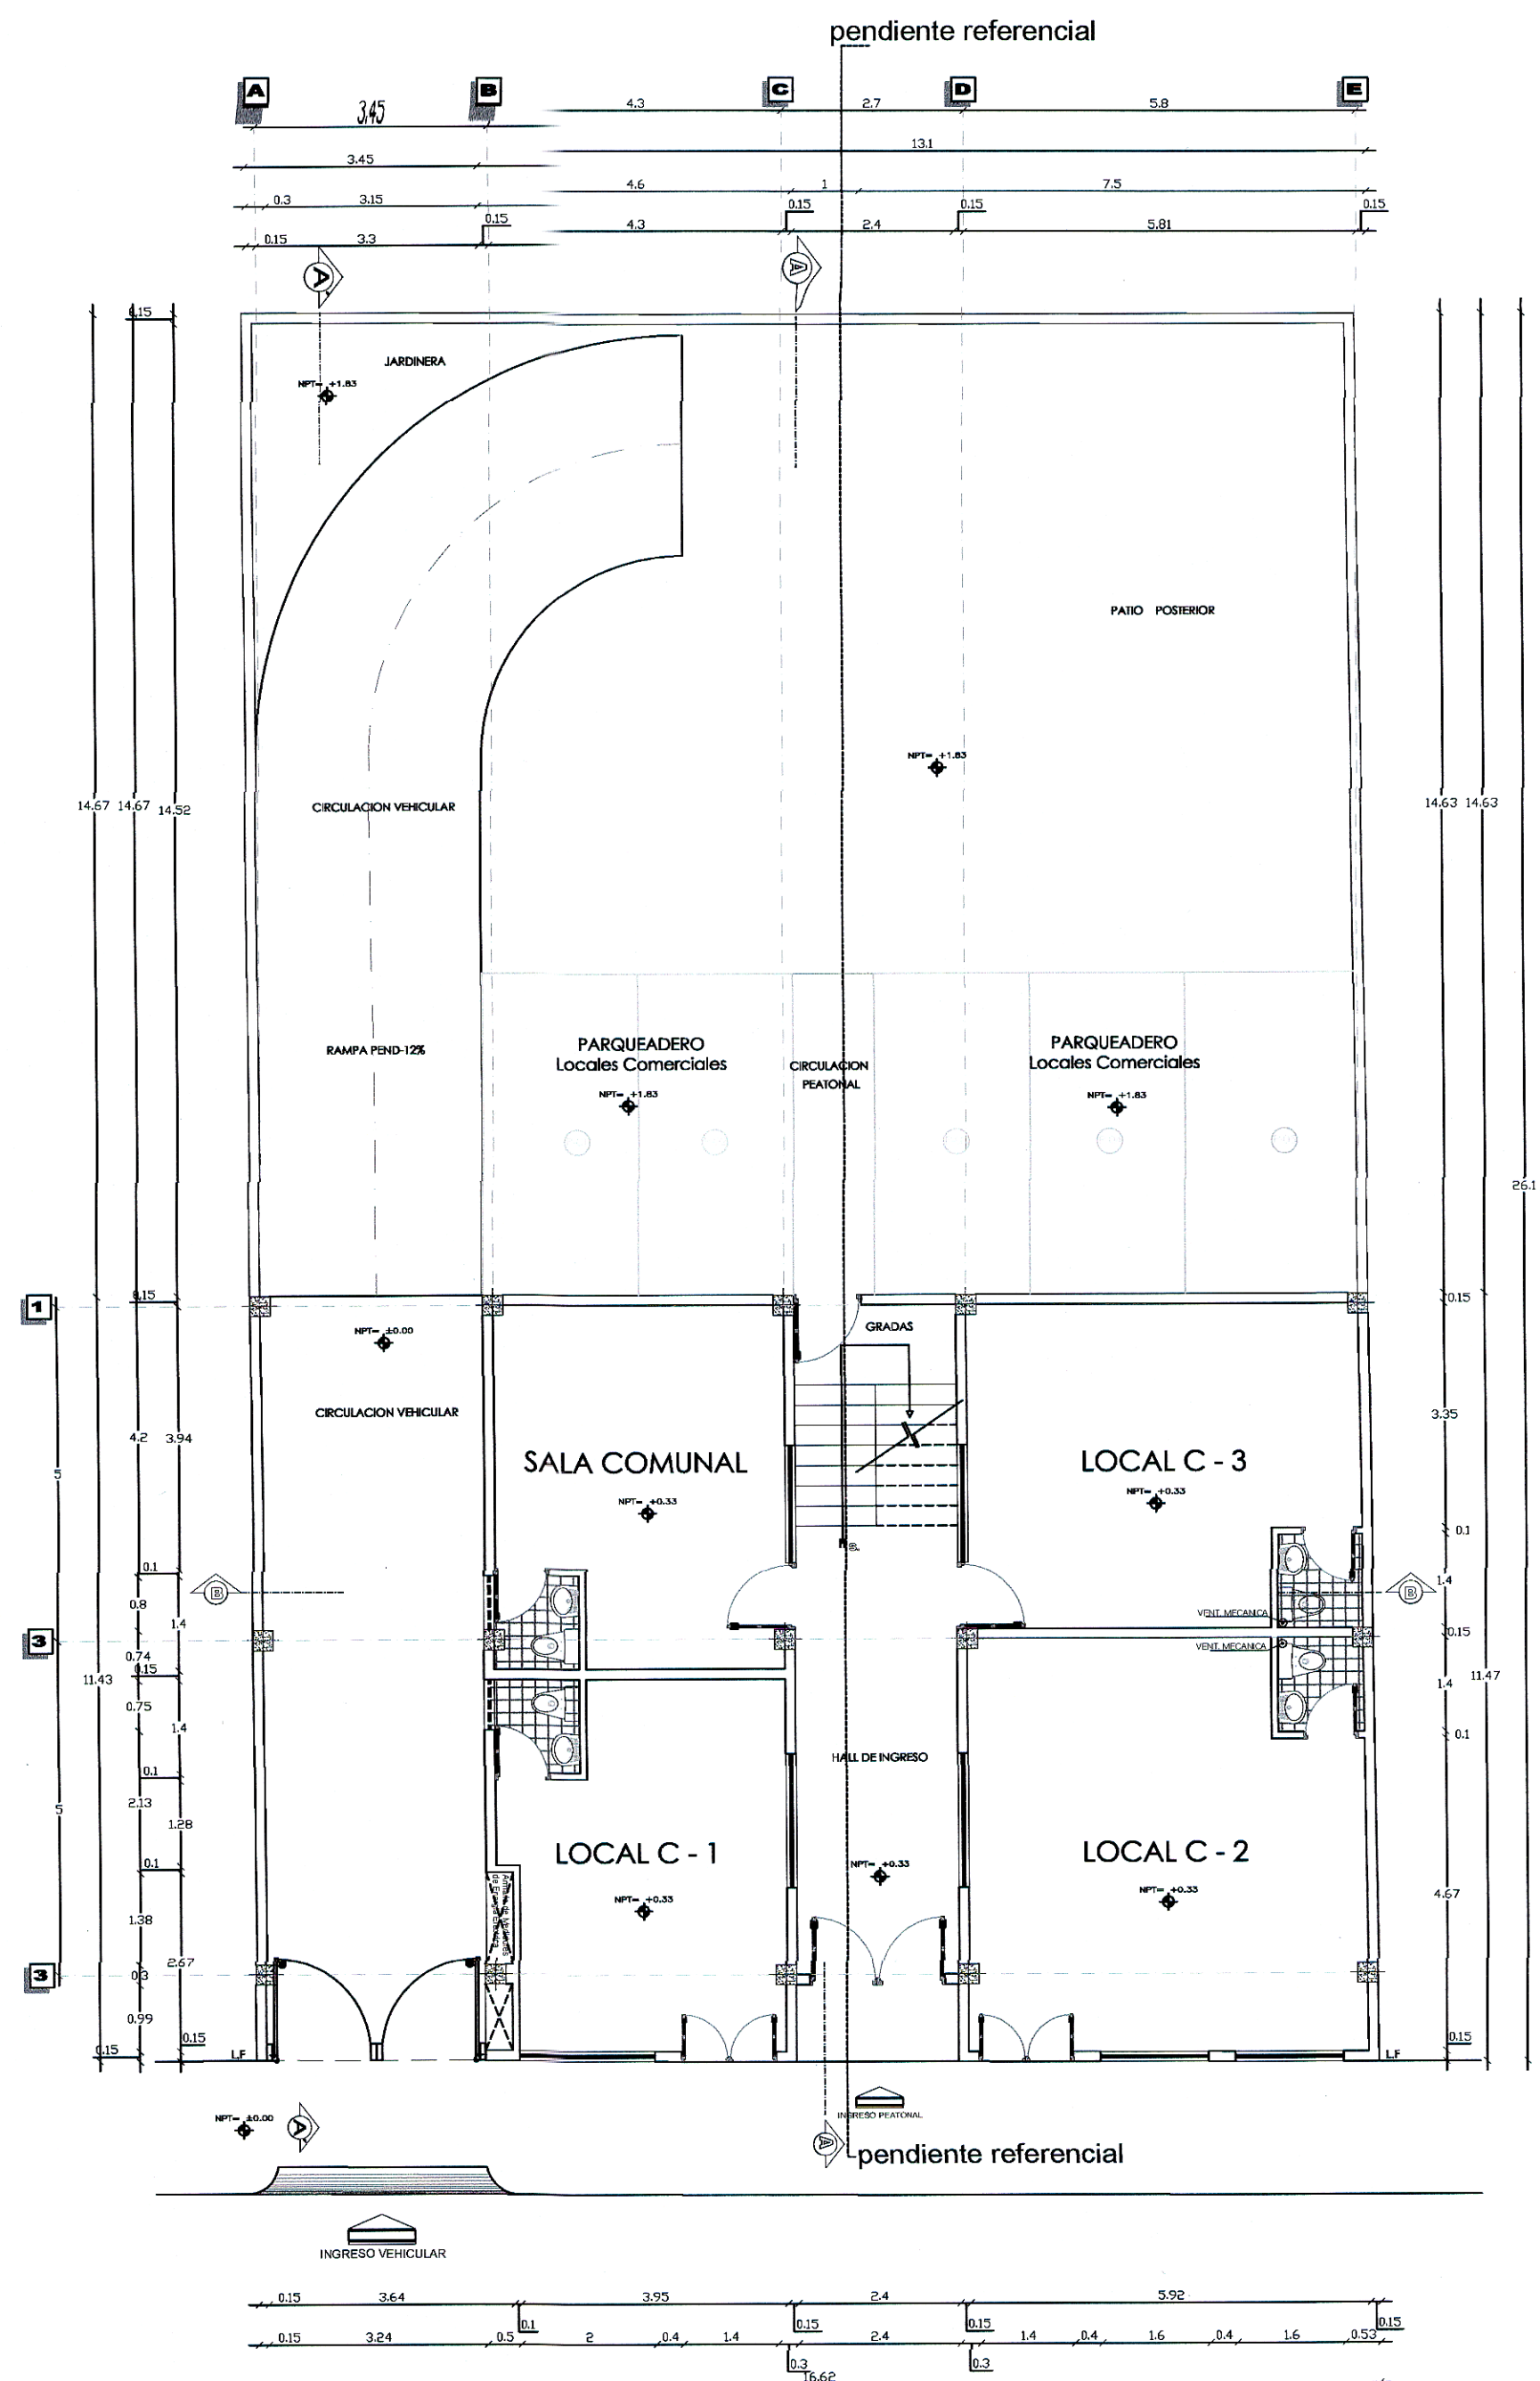 pendiente referencial
A B C D E
3.45 4.3 2.7 5.8
13.1
3.45
4.6 1 7.5
0.3 3.15
0.15 0.15 0.15 0.15
4.3 2.4 5.81
0.15 3.3
A A
0.15
JARDINERA
NPT= +1.83
PATIO POSTERIOR
NPT= +1.83
14.67 14.67 14.52
CIRCULACION VEHICULAR
14.63 14.63
RAMPA PEND-12%
PARQUEADERO
Locales Comerciales
NPT= +1.83
CIRCULACION
PEATONAL
PARQUEADERO
Locales Comerciales
NPT= +1.83
26.1
1
0.15
0.15
NPT= ±0.00
GRADAS
CIRCULACION VEHICULAR
3.35
4.2 3.94
5
SALA COMUNAL
NPT= +0.33
LOCAL C - 3
NPT= +0.33
0.1
0.1
B
0.8
1.4
1.4
B
VENT. MECANICA
3
0.15
VENT. MECANICA
0.74
0.15
11.43
11.47
1.4
0.75
1.4
0.1
HALL DE INGRESO
0.1
2.13
5
1.28
LOCAL C - 1
LOCAL C - 2
0.1
NPT= +0.33
NPT= +0.33
NPT= +0.33
4.67
1.38
2.67
3
0.3
0.99
0.15
0.15
0.15
L.F
L.F
INGRESO PEATONAL
NPT= ±0.00
A
A
pendiente referencial
INGRESO VEHICULAR
0.15 3.64 3.95 2.4 5.92
0.1 0.15 0.15 0.15
0.15 3.24 0.5 2 0.4 1.4 2.4 1.4 0.4 1.6 0.4 1.6 0.53
0.3 0.3
16.62